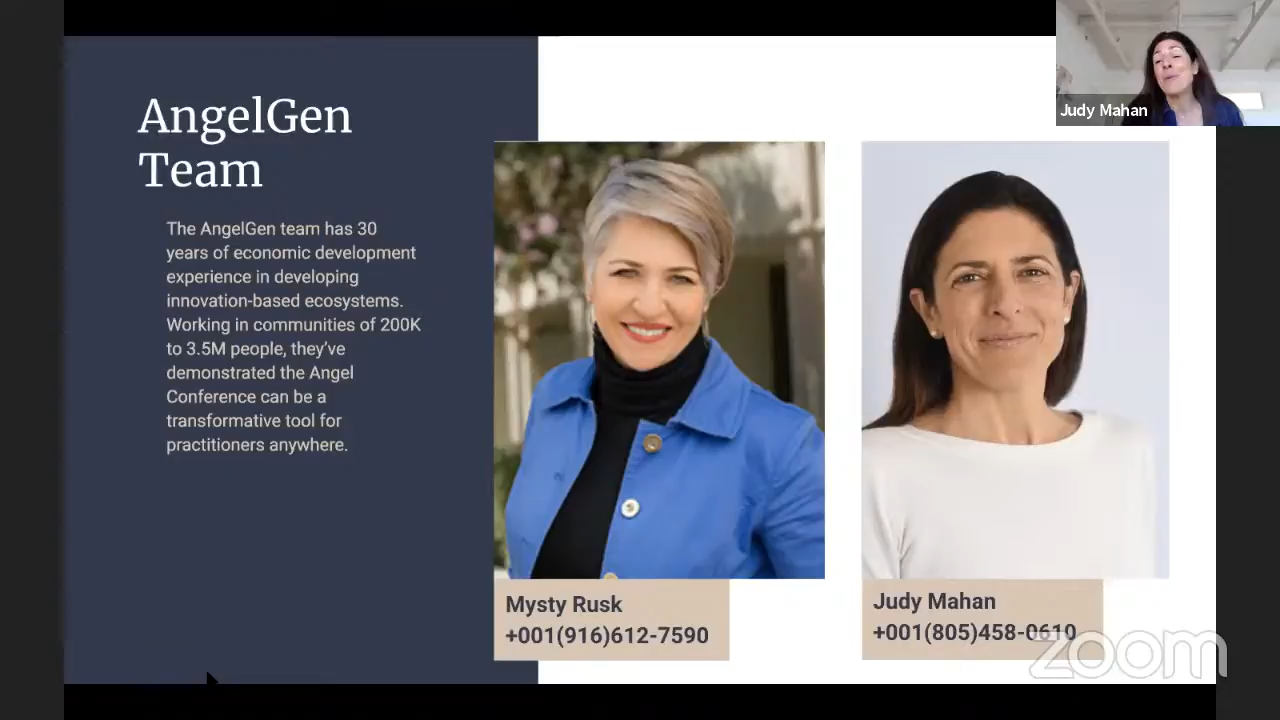 AngelGen
Team
The AngelGen team has 30
years of economic development
experience in developing
innovation-based ecosystems.
Working in communities of 200K
to 3.5M people, they’ve
demonstrated the Angel
Conference can be a
transformative tool for
practitioners anywhere.
Mysty Rusk
+001(916)612-7590
Judy Mahan
+001(805)458-0610
Judy Mahan
zoom